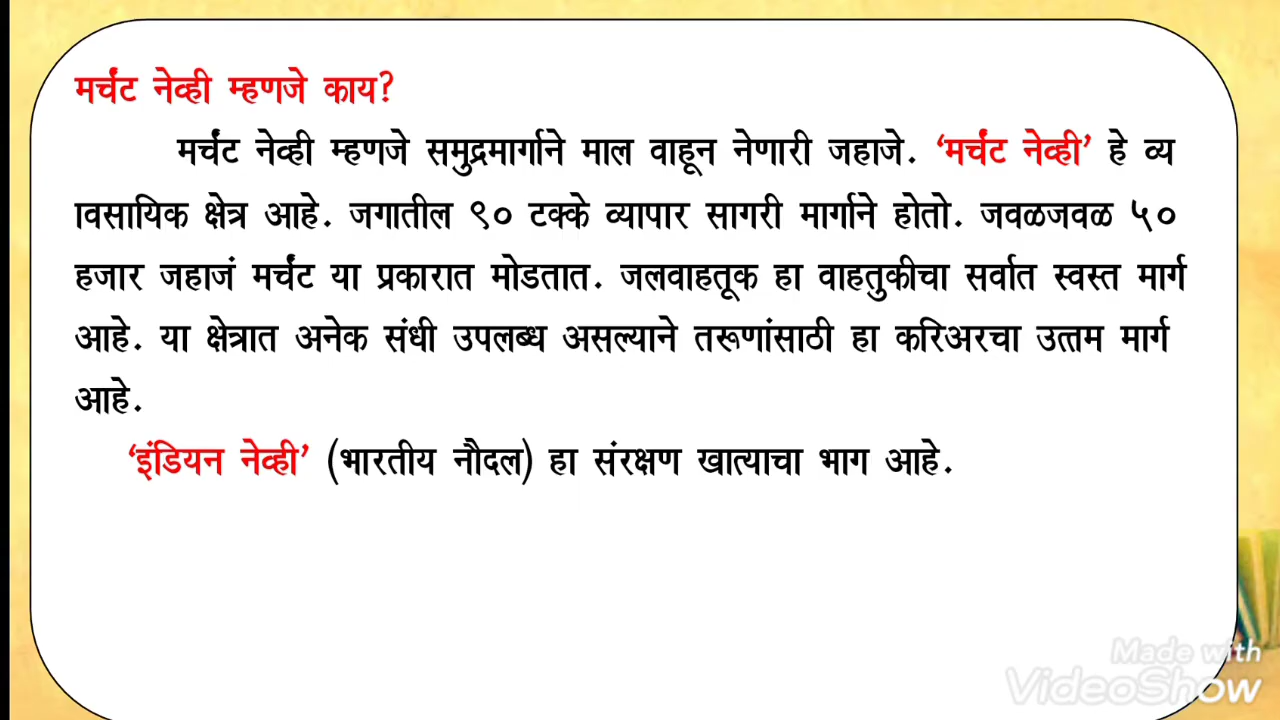 मर्चंट नेव्ही म्हणजे काय?
मर्चंट नेव्ही म्हणजे समुद्रमार्गाने माल वाहून नेणारी जहाजे. ‘मर्चंट नेव्ही’ हे व्य
ावसायिक क्षेत्र आहे. जगातील ९० टक्के व्यापार सागरी मार्गाने होतो. जवळजवळ ५०
हजार जहाजं मर्चंट या प्रकारात मोडतात. जलवाहतूक हा वाहतुकीचा सर्वात स्वस्त मार्ग
आहे. या क्षेत्रात अनेक संधी उपलब्ध असल्याने तरूणांसाठी हा करिअरचा उत्तम मार्ग
आहे.
‘इंडियन नेव्ही’ (भारतीय नौदल) हा संरक्षण खात्याचा भाग आहे.
Made with
VideoShow